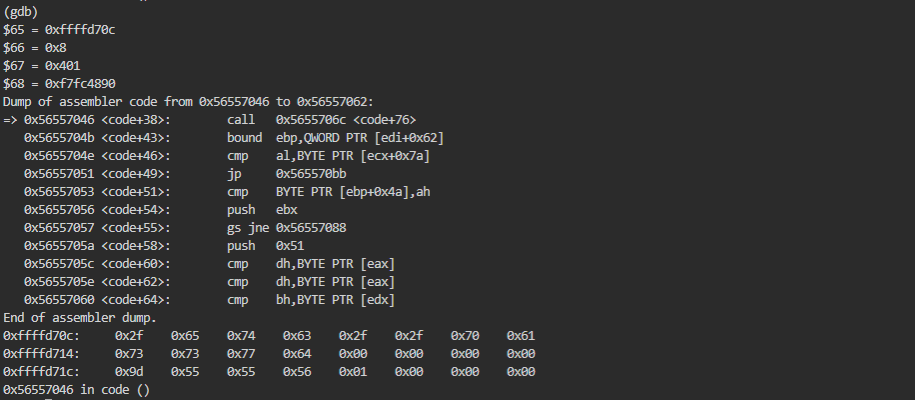 (gdb)
$65 = 0xffffd70c
$66 = 0x8
$67 = 0x401
$68 = 0xf7fc4890
Dump of assembler code from 0x56557046 to 0x56557062:
=> 0x56557046 <code+38>: call 0x5655706c <code+76>
0x5655704b <code+43>: bound ebp,QWORD PTR [edi+0x62]
0x5655704e <code+46>: cmp al,BYTE PTR [ecx+0x7a]
0x56557051 <code+49>: jp 0x565570bb
0x56557053 <code+51>: cmp BYTE PTR [ebp+0x4a],ah
0x56557056 <code+54>: push ebx
0x56557057 <code+55>: gs jne 0x56557088
0x5655705a <code+58>: push 0x51
0x5655705c <code+60>: cmp dh,BYTE PTR [eax]
0x5655705e <code+62>: cmp dh,BYTE PTR [eax]
0x56557060 <code+64>: cmp bh,BYTE PTR [edx]
End of assembler dump.
0xffffd70c: 0x2f 0x65 0x74 0x63 0x2f 0x2f 0x70 0x61
0xffffd714: 0x73 0x73 0x77 0x64 0x00 0x00 0x00 0x00
0xffffd71c: 0x9d 0x55 0x55 0x56 0x01 0x00 0x00 0x00
0x56557046 in code ()